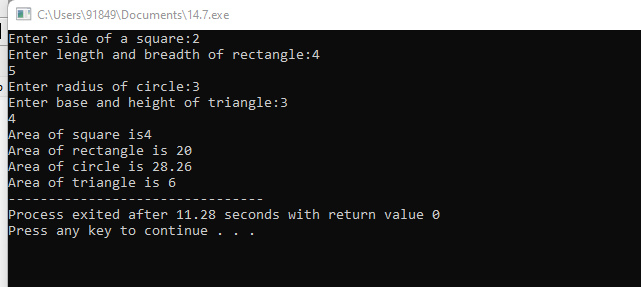 C:\Users\91849\Documents\14.7.exe
Enter side of a square:2
Enter length and breadth of rectangle:4
5
Enter radius of circle:3
Enter base and height of triangle:3
4
Area of square is4
Area of rectangle is 20
Area of circle is 28.26
Area of triangle is 6
--------------------------------
Process exited after 11.28 seconds with return value 0
Press any key to continue . . .